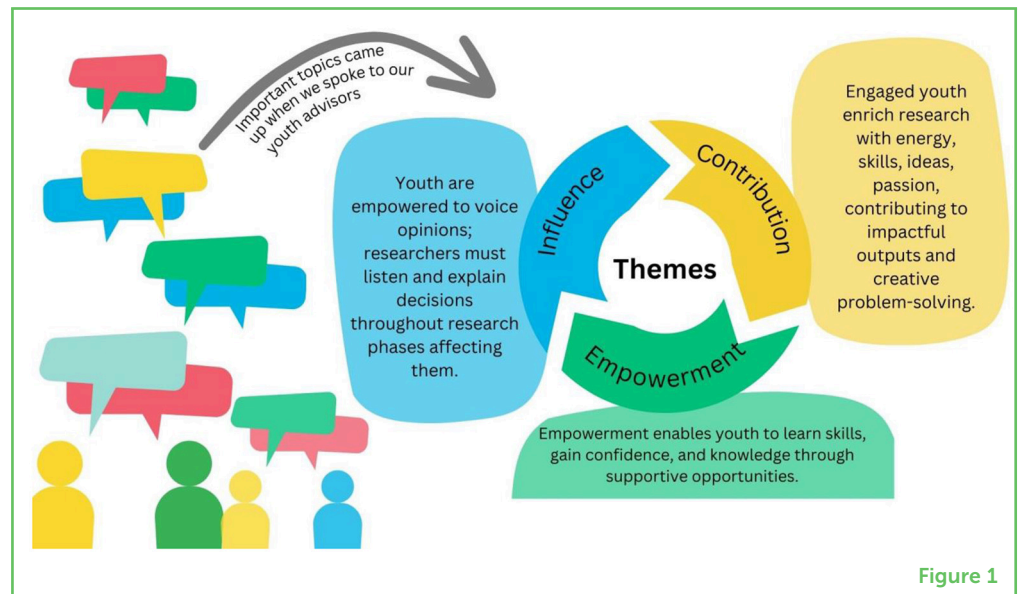 Important topics came
up when we spoke to our
youth advisors
Influence
Contribution
Empowerment
Themes
Youth are
empowered to voice
opinions;
researchers must
listen and explain
decisions
throughout research
phases affecting
them.
Engaged youth
enrich research
with energy,
skills, ideas,
passion,
contributing to
impactful
outputs and
creative
problem-solving.
Empowerment enables youth to learn skills,
gain confidence, and knowledge through
supportive opportunities.
Figure 1